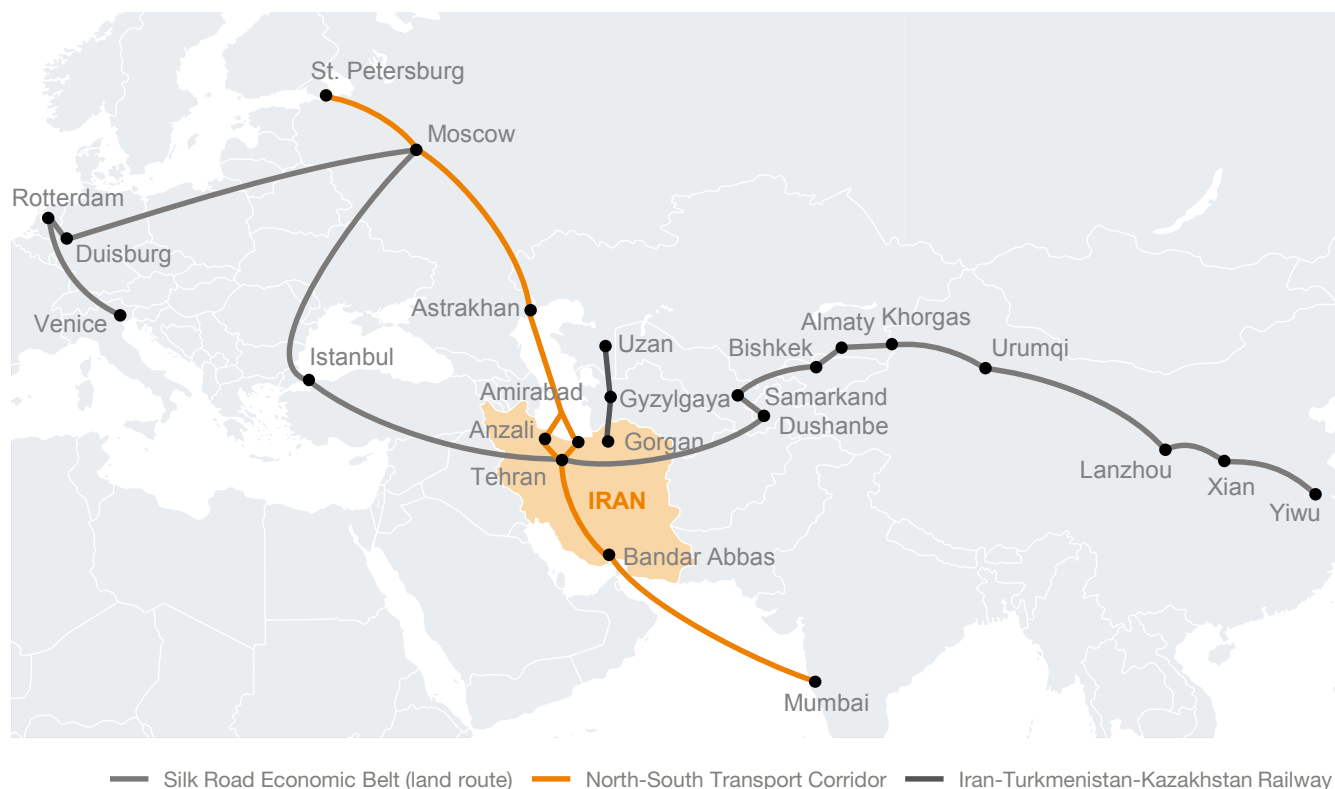 St. Petersburg
Moscow
Rotterdam
Duisburg
Venice
Astrakhan
Istanbul
Uzan
Almaty
Khorgas
Bishkek
Urumqi
Amirabad
Gyzylgaya
Samarkand
Dushanbe
Anzali
Gorgan
Tehran
IRAN
Lanzhou
Xian
Yiwu
Bandar Abbas
Mumbai
Silk Road Economic Belt (land route)
North-South Transport Corridor
Iran-Turkmenistan-Kazakhstan Railway